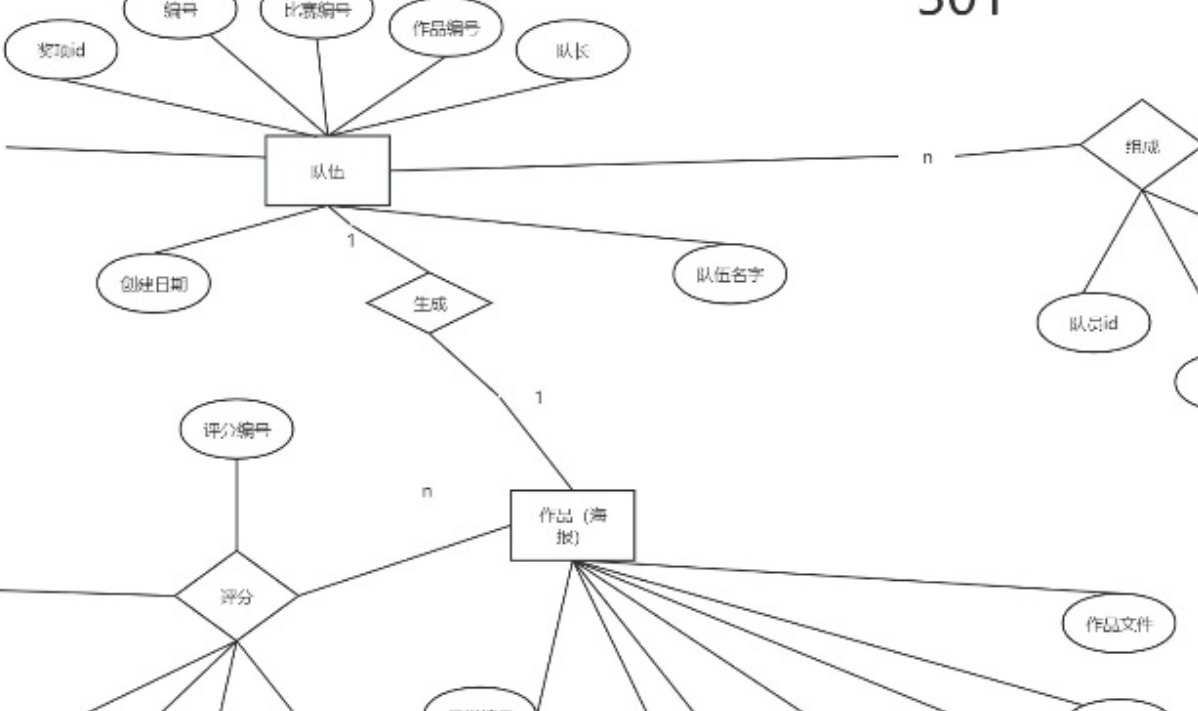 编号
比赛编号
作品编号
奖项id
队长
队伍
n
组成
1
创建日期
队伍名字
生成
队员id
1
评分编号
n
作品（海
报）
评分
作品文件